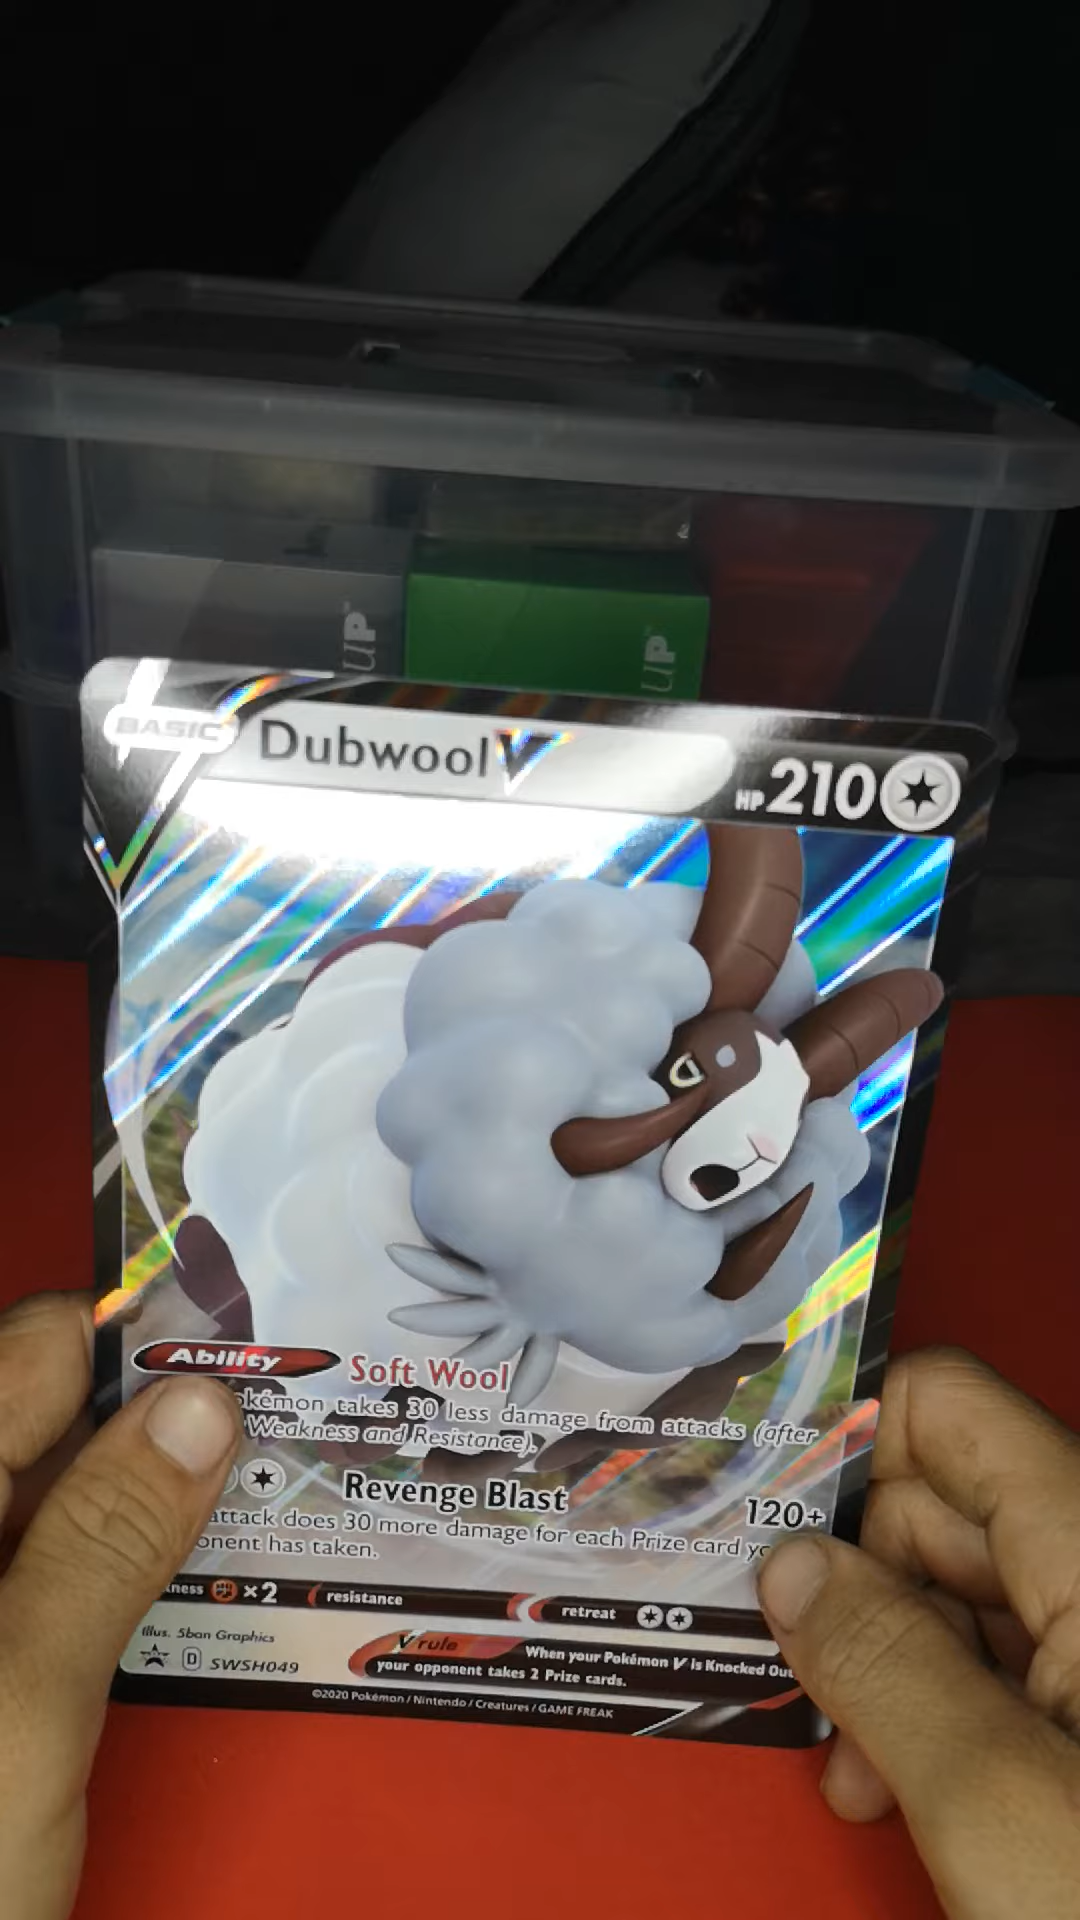 UP
UP
BASIC
Dubwool V
HP 210
Ability
Soft Wool
okémon takes 30 less damage from attacks (after
Weakness and Resistance).
Revenge Blast
120+
attack does 30 more damage for each Prize card yo
onent has taken.
ness ×2
resistance
retreat
Illus. 5ban Graphics
D SWSH049
V rule
When your Pokémon V is Knocked Out,
your opponent takes 2 Prize cards.
©2020 Pokémon / Nintendo / Creatures / GAME FREAK